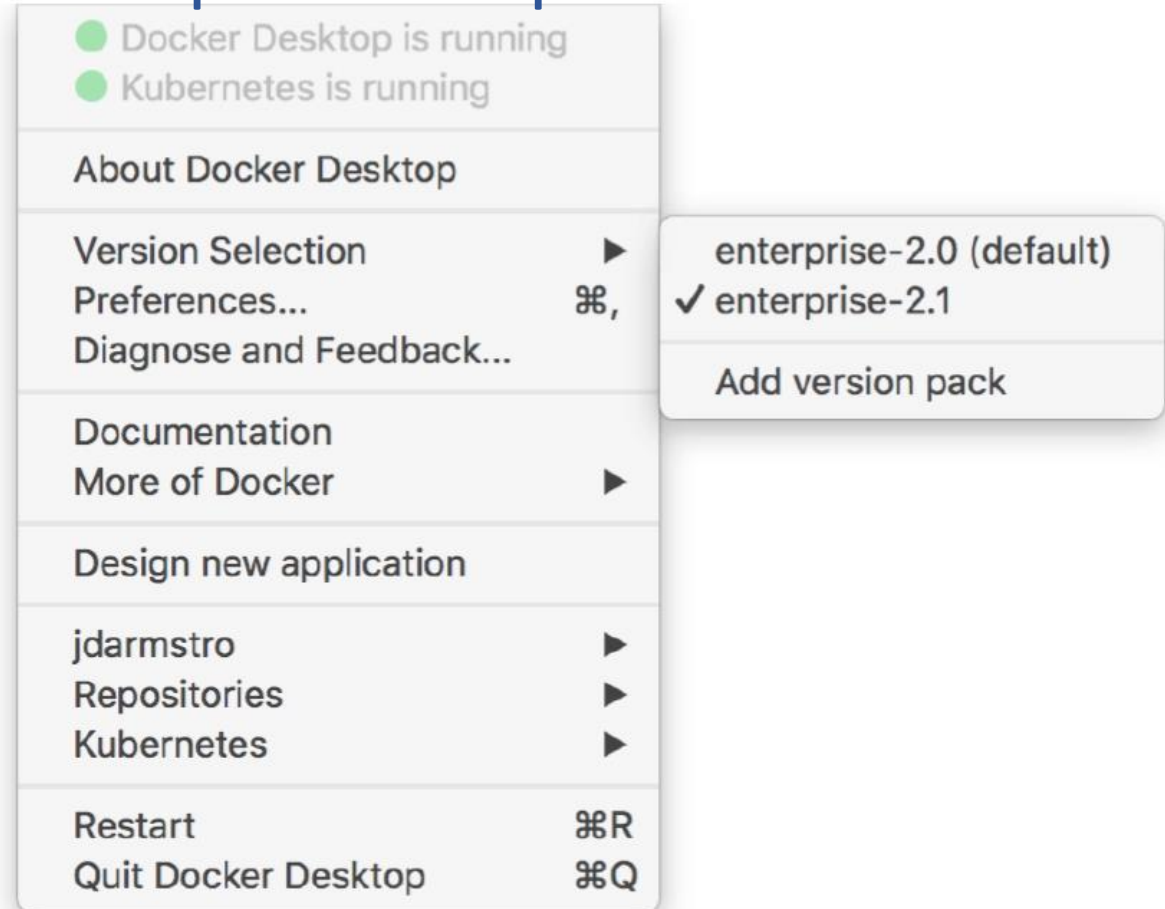 Docker Desktop is running
Kubernetes is running
About Docker Desktop
Version Selection ▶
Preferences... ⌘,
Diagnose and Feedback...
Documentation
More of Docker ▶
Design new application
jdarmstro ▶
Repositories ▶
Kubernetes ▶
Restart ⌘R
Quit Docker Desktop ⌘Q
enterprise-2.0 (default)
✓ enterprise-2.1
Add version pack